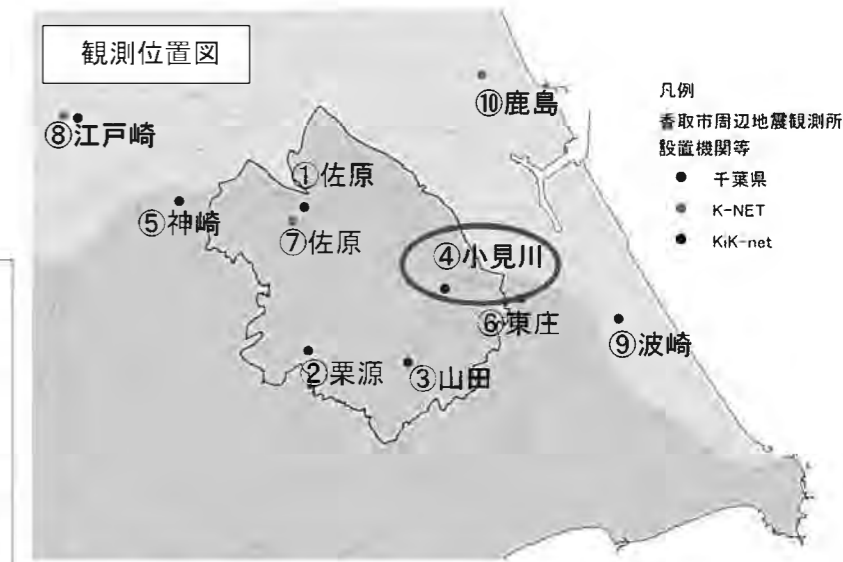 観測位置図
⑩鹿島
⑧江戸崎
①佐原
⑤神崎
⑦佐原
④小見川
⑥東庄
⑨波崎
②栗源
③山田
凡例
香取市周辺地震観測所
設置機関等
千葉県
K-NET
KiK-net